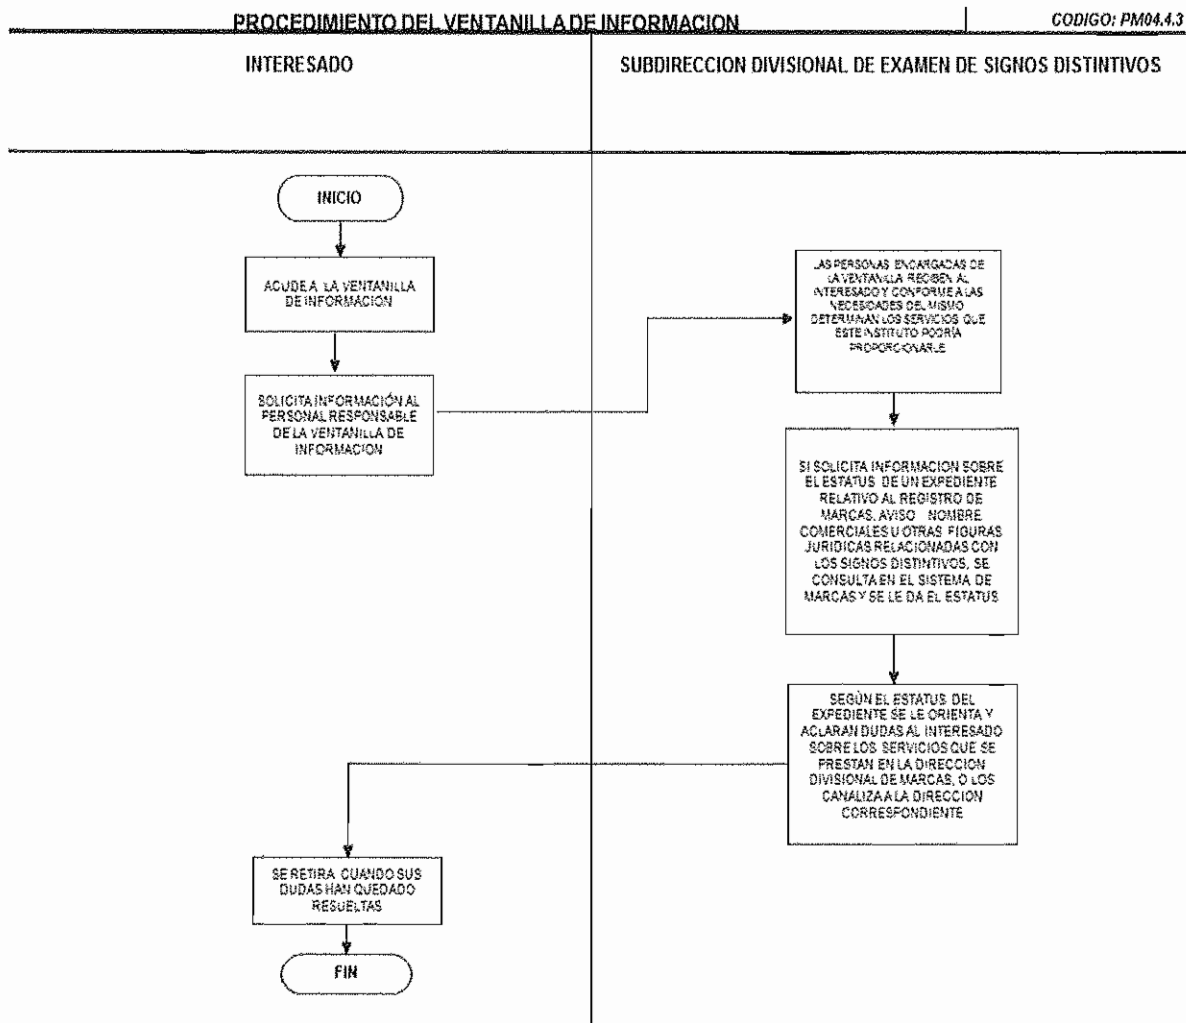 PROCEDIMIENTO DEL VENTANILLA DE INFORMACION
CODIGO: PM04.4.3
INTERESADO
SUBDIRECCION DIVISIONAL DE EXAMEN DE SIGNOS DISTINTIVOS
INICIO
ACUDE A LA VENTANILLA
DE INFORMACION
SOLICITA INFORMACIÓN AL
PERSONAL RESPONSABLE
DE LA VENTANILLA DE
INFORMACION
LAS PERSONAS ENCARGADAS DE
LA VENTANILLA RECIBEN AL
INTERESADO Y CONFORME A LAS
NECESIDADES DEL MISMO
DETERMINAN LOS SERVICIOS QUE
ESTE INSTITUTO PODRÍA
PROPORCIONARLE
SI SOLICITA INFORMACION SOBRE
EL ESTATUS DE UN EXPEDIENTE
RELATIVO AL REGISTRO DE
MARCAS, AVISO NOMBRE
COMERCIALES U OTRAS FIGURAS
JURIDICAS RELACIONADAS CON
LOS SIGNOS DISTINTIVOS, SE
CONSULTA EN EL SISTEMA DE
MARCAS Y SE LE DA EL ESTATUS
SEGÚN EL ESTATUS DEL
EXPEDIENTE SE LE ORIENTA Y
ACLARAN DUDAS AL INTERESADO
SOBRE LOS SERVICIOS QUE SE
PRESTAN EN LA DIRECCION
DIVISIONAL DE MARCAS, O LOS
CANALIZA A LA DIRECCION
CORRESPONDIENTE
SE RETIRA CUANDO SUS
DUDAS HAN QUEDADO
RESUELTAS
FIN